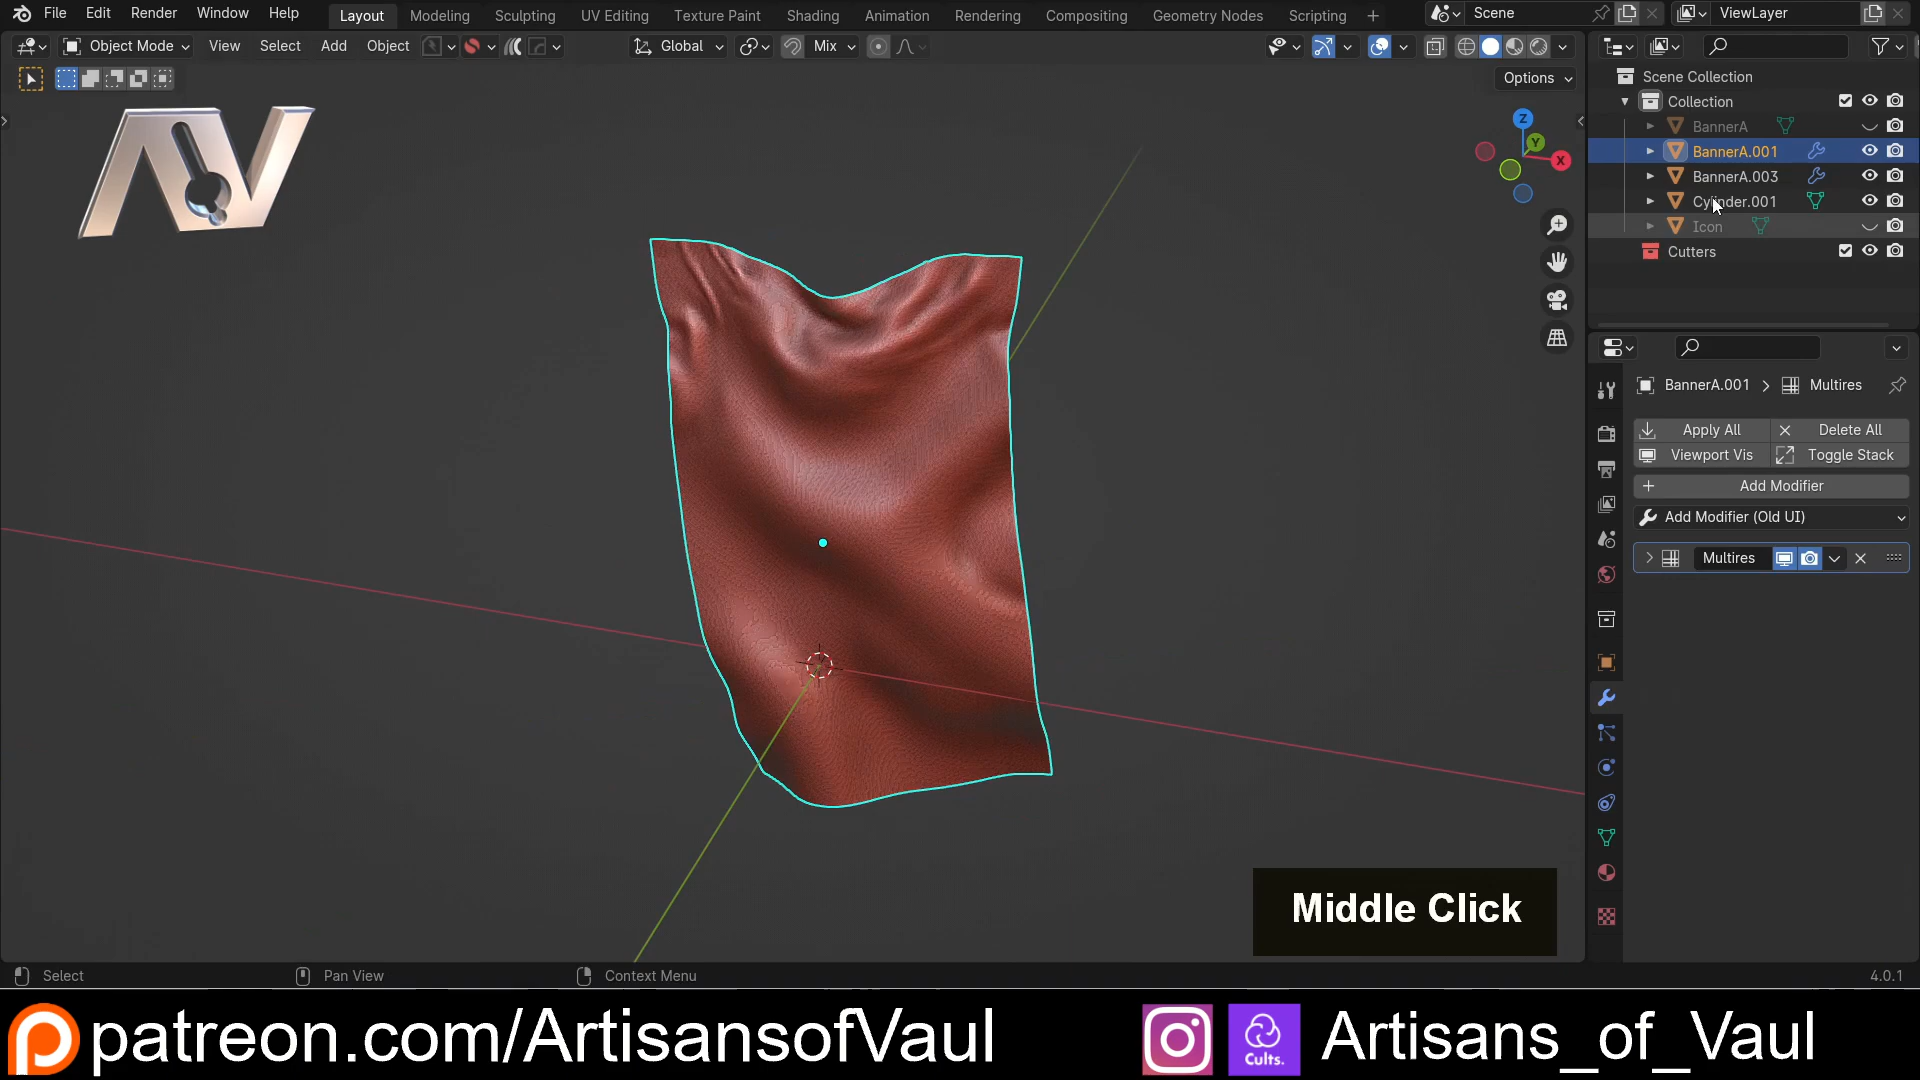 File Edit Render Window Help Layout Modeling Sculpting UV Editing Texture Paint Shading Animation Rendering Compositing Geometry Nodes Scripting + Scene ViewLayer
Object Mode View Select Add Object Global Mix
Options
Scene Collection
Collection
BannerA
BannerA.001
BannerA.003
Cylinder.001
Icon
Cutters
Z
Y
X
BannerA.001 > Multires
Apply All Delete All
Viewport Vis Toggle Stack
Add Modifier
Add Modifier (Old UI)
Multires
AV
Middle Click
Select Pan View Context Menu 4.0.1
patreon.com/ArtisansofVaul Cults. Artisans_of_Vaul